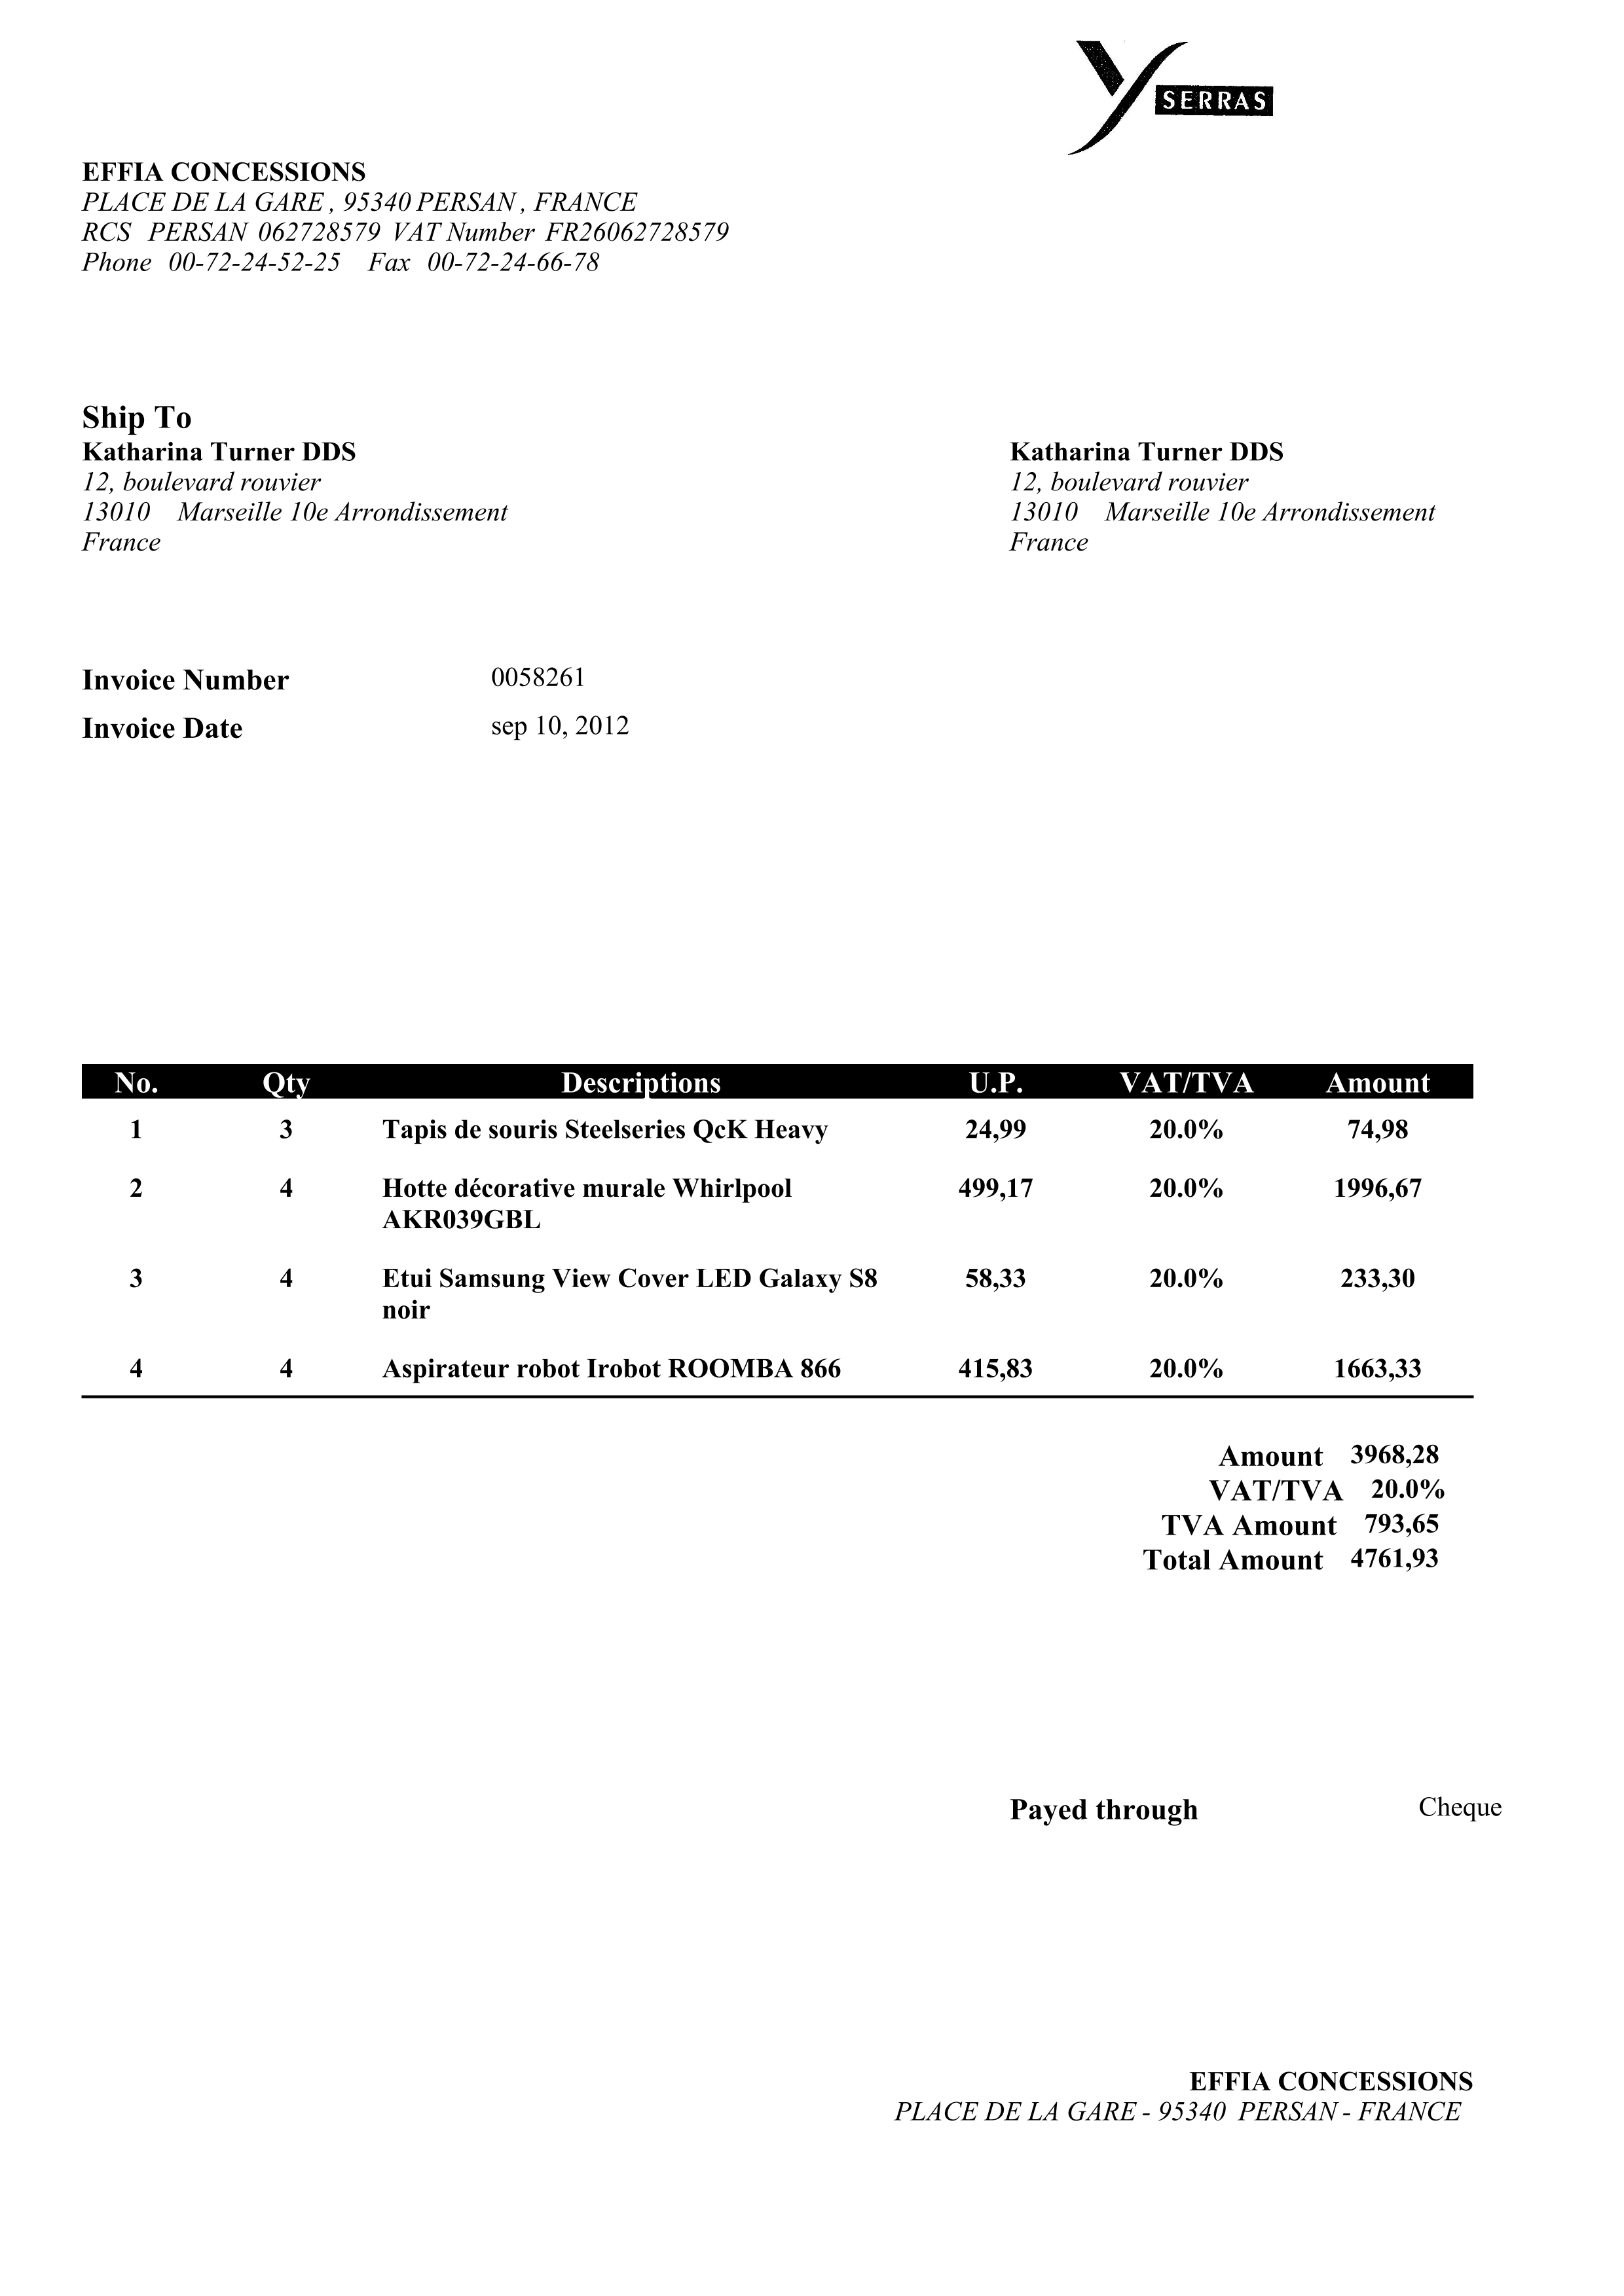 SERRAS
EFFIA CONCESSIONS
PLACE DE LA GARE , 95340 PERSAN , FRANCE
RCS PERSAN 062728579 VAT Number FR26062728579
Phone 00-72-24-52-25 Fax 00-72-24-66-78
Ship To
Katharina Turner DDS
12, boulevard rouvier
13010 Marseille 10e Arrondissement
France
Katharina Turner DDS
12, boulevard rouvier
13010 Marseille 10e Arrondissement
France
Invoice Number 0058261
Invoice Date sep 10, 2012
No. Qty Descriptions U.P. VAT/TVA Amount
1 3 Tapis de souris Steelseries QcK Heavy 24,99 20.0% 74,98
2 4 Hotte décorative murale Whirlpool 499,17 20.0% 1996,67
AKR039GBL
3 4 Etui Samsung View Cover LED Galaxy S8 58,33 20.0% 233,30
noir
4 4 Aspirateur robot Irobot ROOMBA 866 415,83 20.0% 1663,33
Amount 3968,28
VAT/TVA 20.0%
TVA Amount 793,65
Total Amount 4761,93
Payed through Cheque
EFFIA CONCESSIONS
PLACE DE LA GARE - 95340 PERSAN - FRANCE